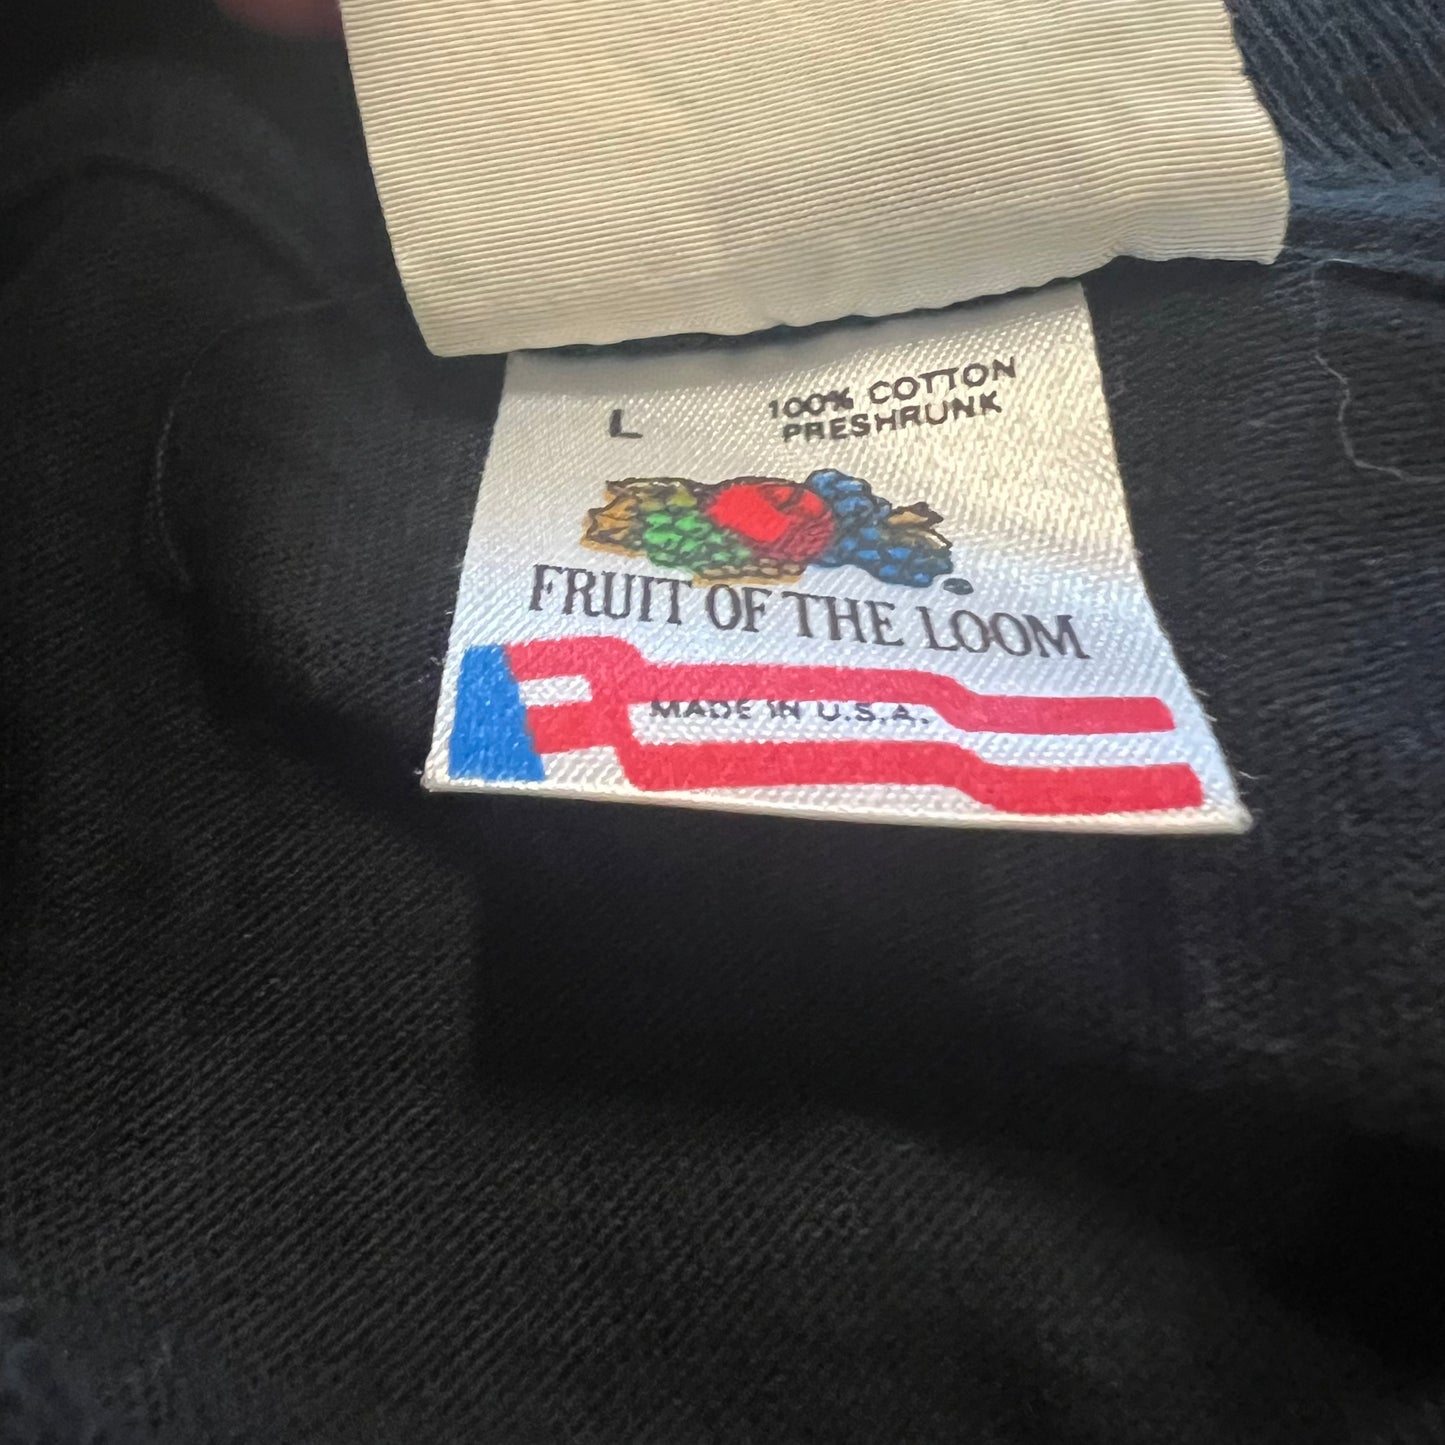 L
100% COTTON
PRESHRUNK
FRUIT OF THE LOOM
MADE IN U.S.A.